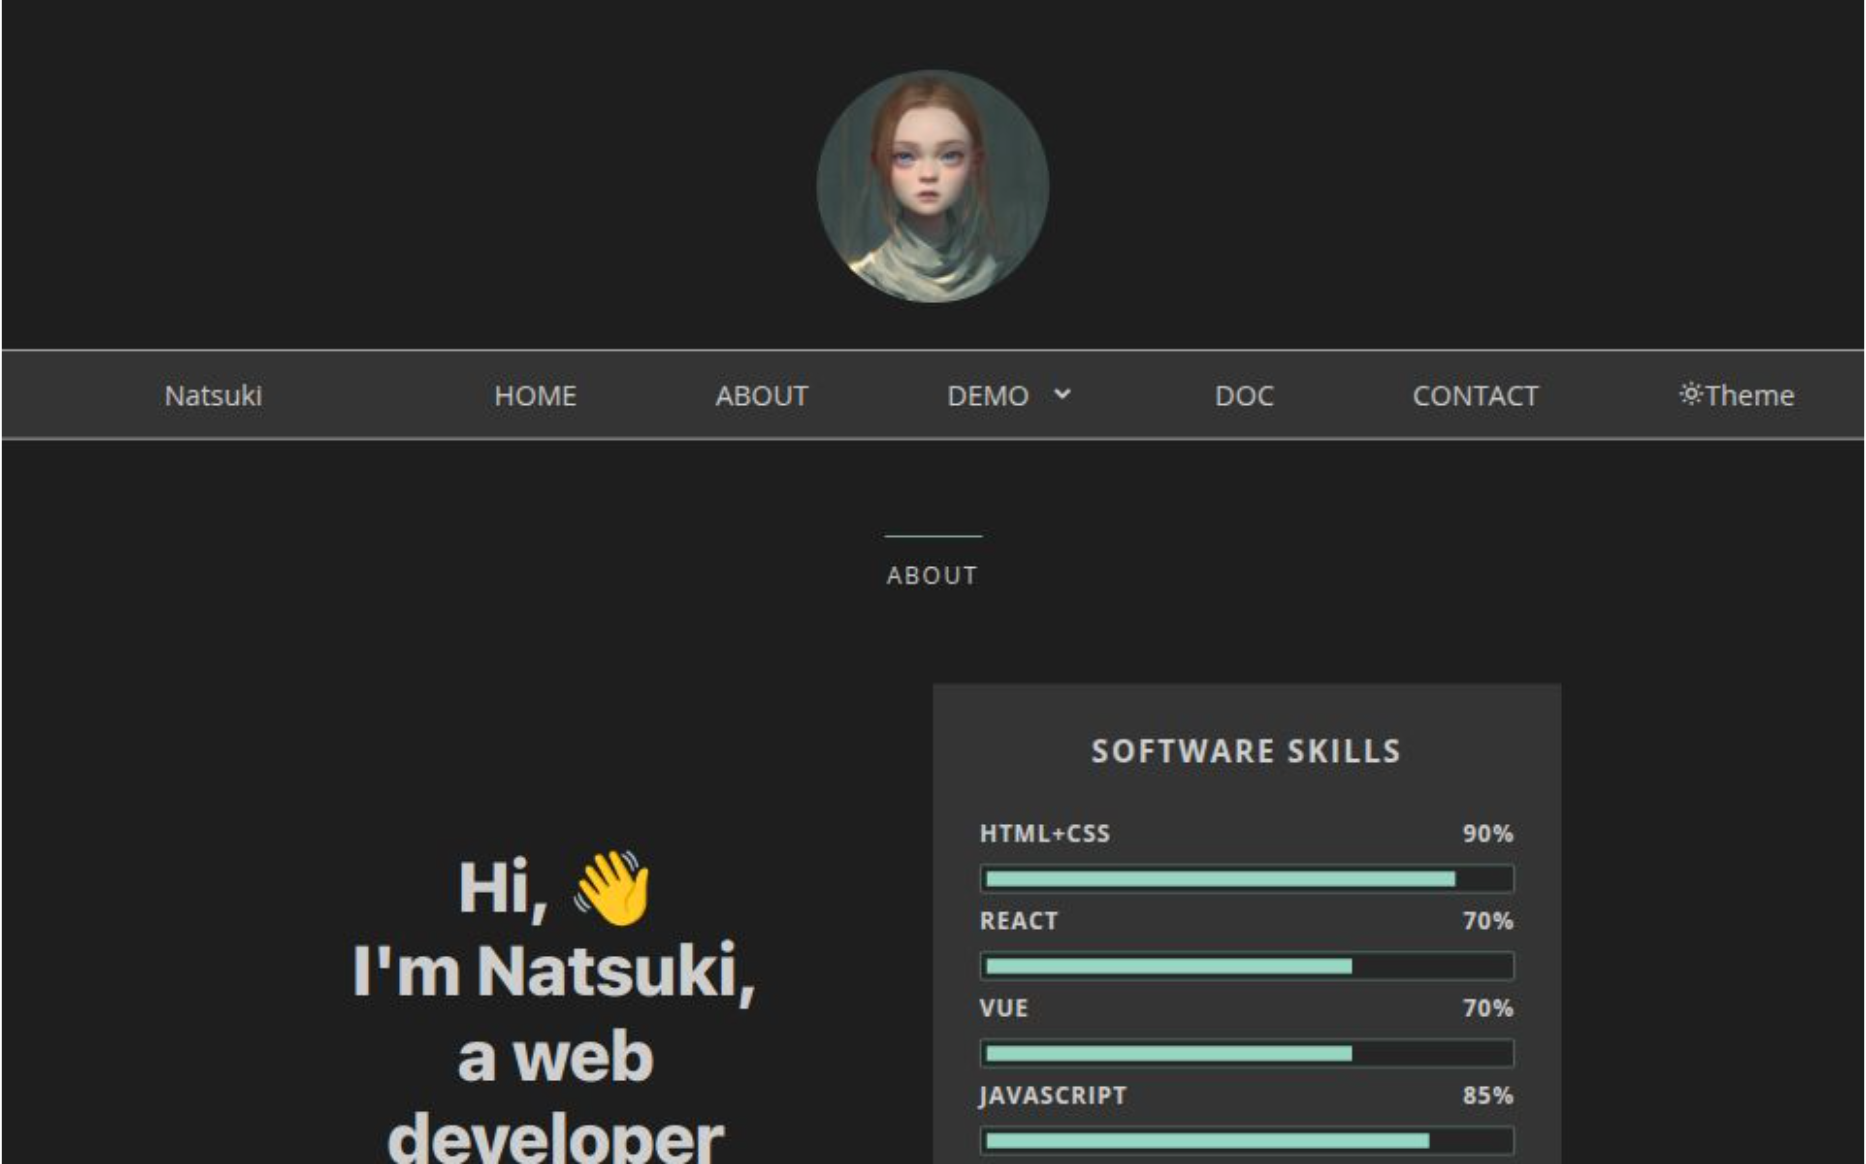 Natsuki HOME ABOUT DEMO DOC CONTACT Theme
ABOUT
Hi, 👋
I'm Natsuki,
a web
developer
SOFTWARE SKILLS
HTML+CSS 90%
REACT 70%
VUE 70%
JAVASCRIPT 85%